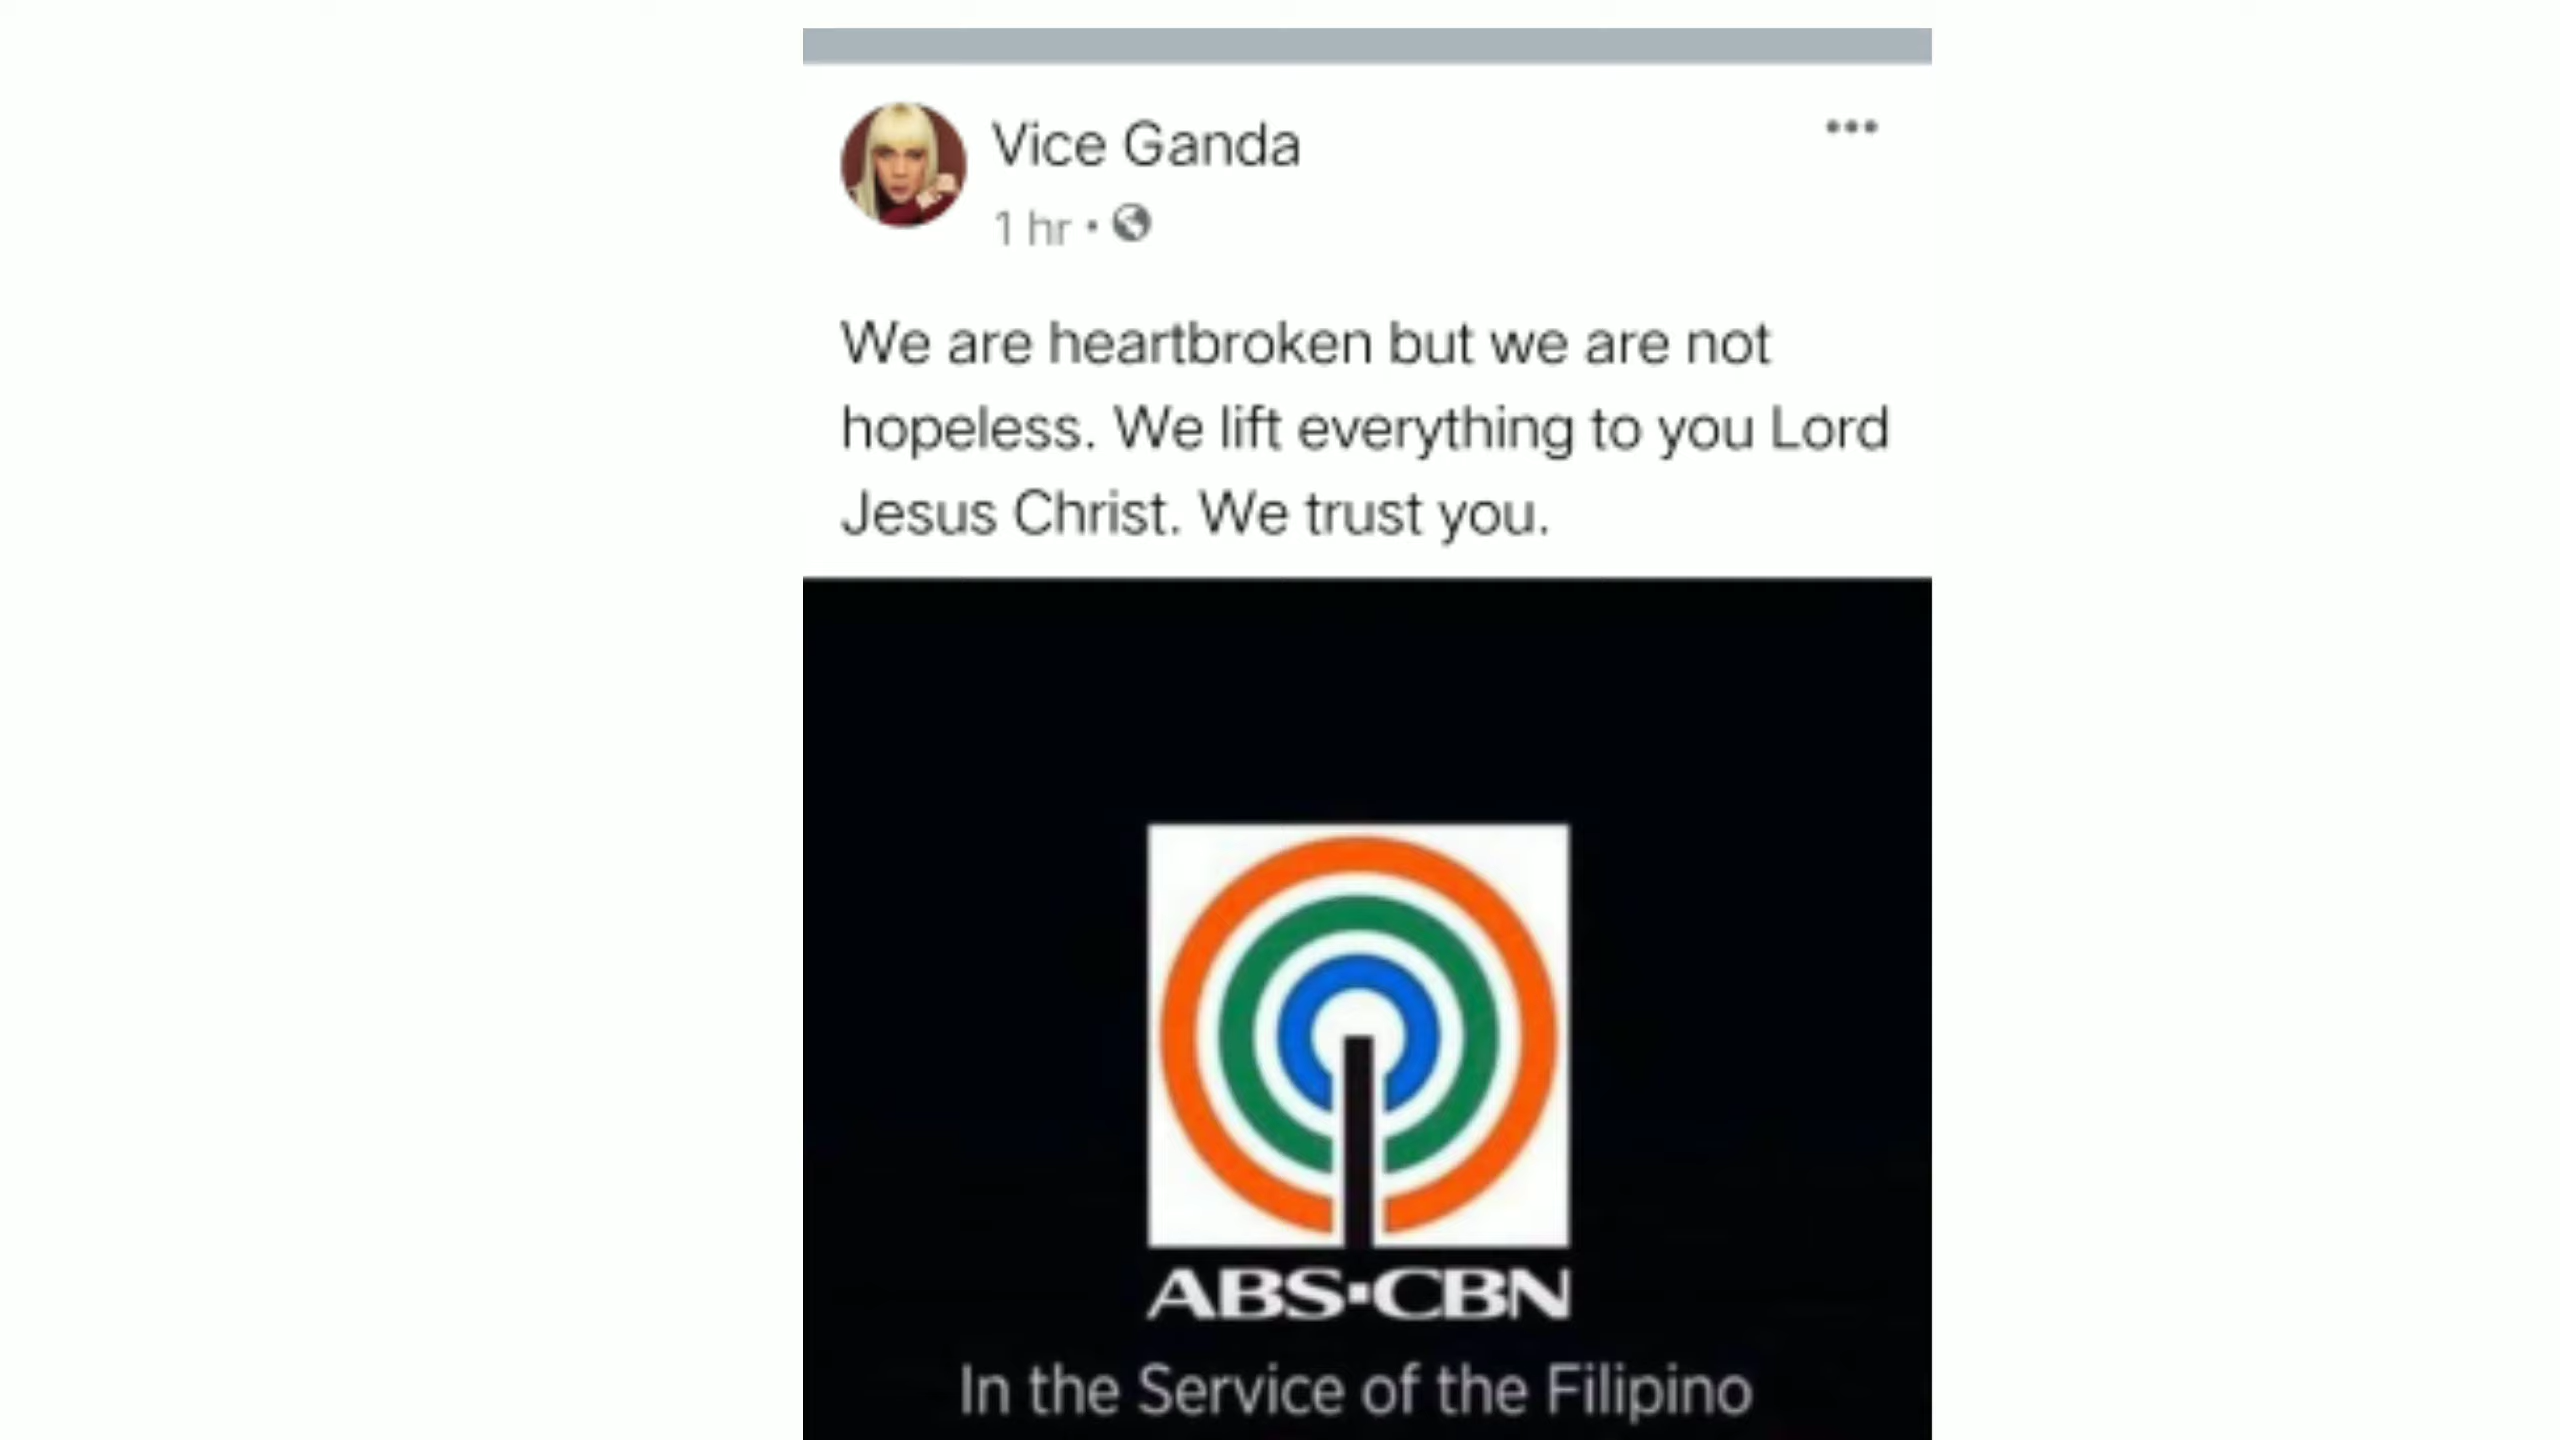 Vice Ganda
1 hr •
We are heartbroken but we are not
hopeless. We lift everything to you Lord
Jesus Christ. We trust you.
ABS•CBN
In the Service of the Filipino